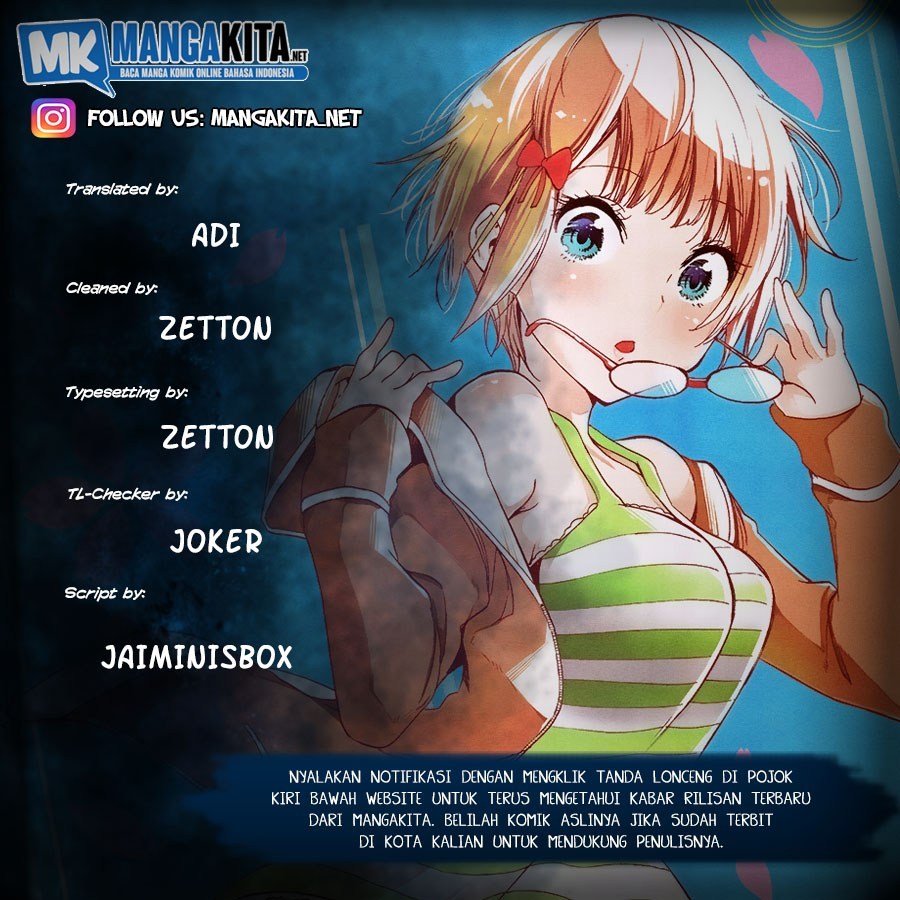 MK MANGAKITA.NET
BACA MANGA KOMIK ONLINE BAHASA INDONESIA
FOLLOW US: MANGAKITA_NET
Translated by:
ADI
Cleaned by:
ZETTON
Typesetting by:
ZETTON
TL-Checker by:
JOKER
Script by:
JAIMINISBOX
NYALAKAN NOTIFIKASI DENGAN MENGKLIK TANDA LONCENG DI POJOK
KIRI BAWAH WEBSITE UNTUK TERUS MENGETAHUI KABAR RILISAN TERBARU
DARI MANGAKITA. BELILAH KOMIK ASLINYA JIKA SUDAH TERBIT
DI KOTA KALIAN UNTUK MENDUKUNG PENULISNYA.